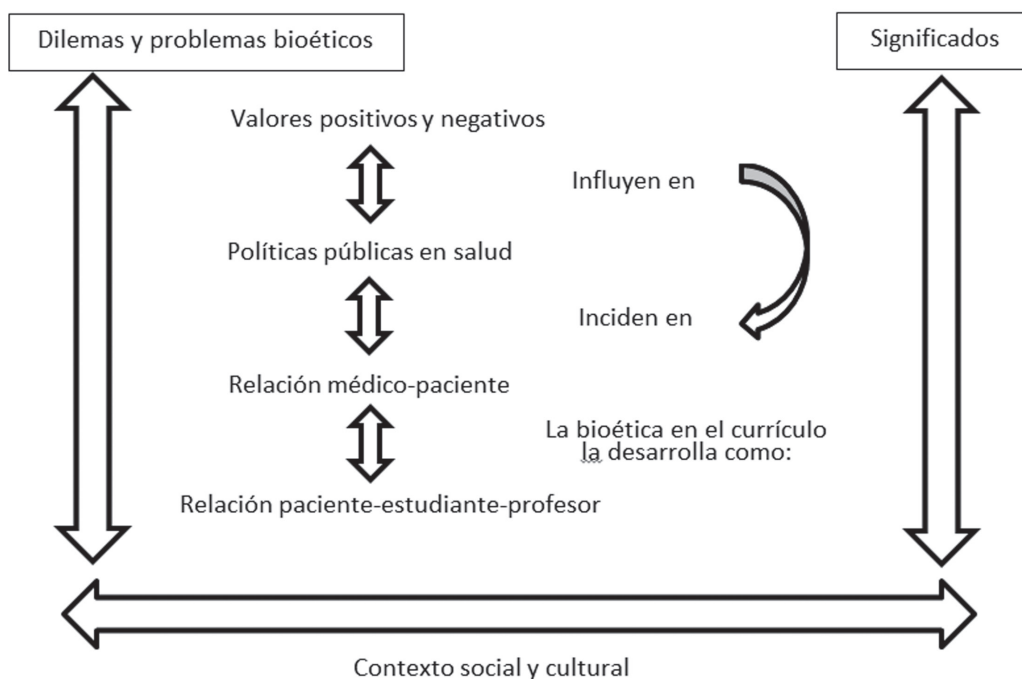 Dilemas y problemas bioéticos
Significados
Valores positivos y negativos
Influyen en
Políticas públicas en salud
Inciden en
Relación médico-paciente
La bioética en el currículo
la desarrolla como:
Relación paciente-estudiante-profesor
Contexto social y cultural